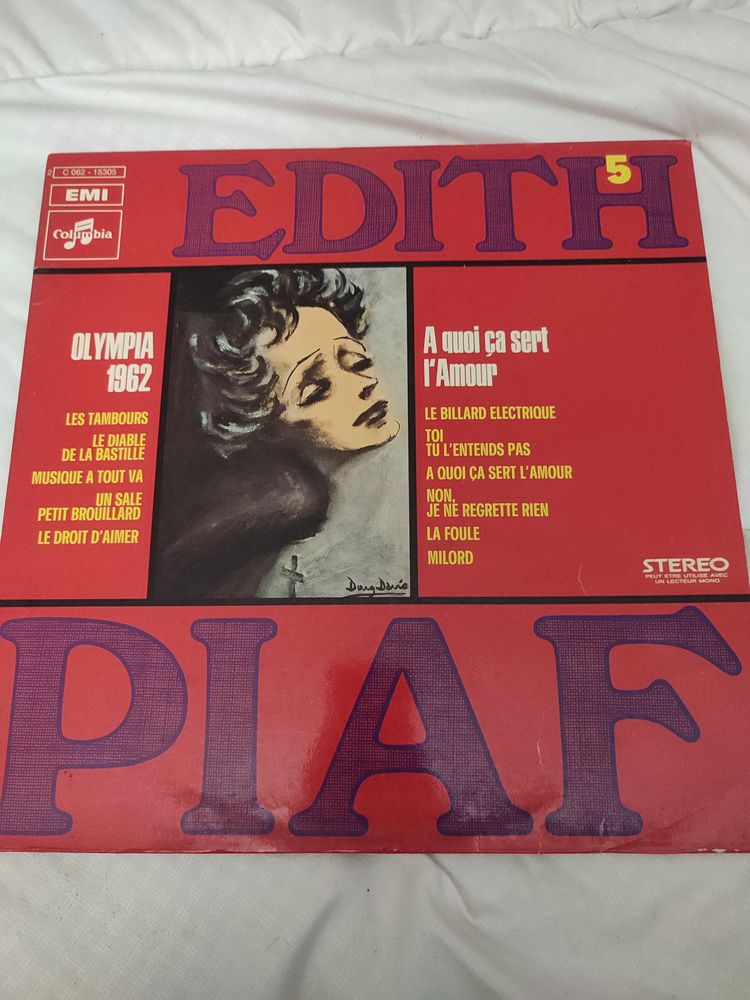 2 C 062 - 15305
EMI
Columbia
EDITH
5
OLYMPIA
1962
LES TAMBOURS
LE DIABLE
DE LA BASTILLE
MUSIQUE A TOUT VA
UN SALE
PETIT BROUILLARD
LE DROIT D'AIMER
Doug Davis
A quoi ça sert
l'Amour
LE BILLARD ELECTRIQUE
TOI
TU L'ENTENDS PAS
A QUOI ÇA SERT L'AMOUR
NON,
JE NE REGRETTE RIEN
LA FOULE
MILORD
STEREO
PEUT ETRE UTILISE AVEC
UN LECTEUR MONO
PIAF